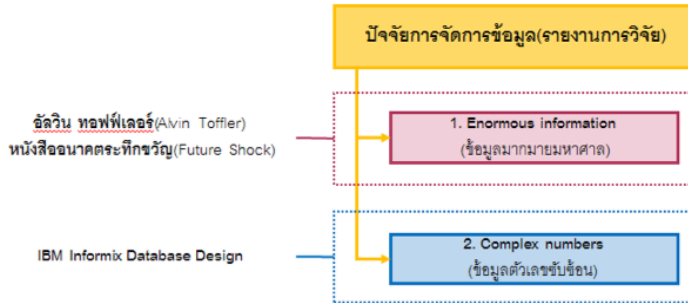 ปัจจัยการจัดการข้อมูล(รายงานการวิจัย)
อัลวิน ทอฟฟ์เลอร์(Alvin Toffler)
หนังสืออนาคตระทึกขวัญ(Future Shock)
1. Enormous information
(ข้อมูลมากมายมหาศาล)
IBM Informix Database Design
2. Complex numbers
(ข้อมูลตัวเลขซับซ้อน)